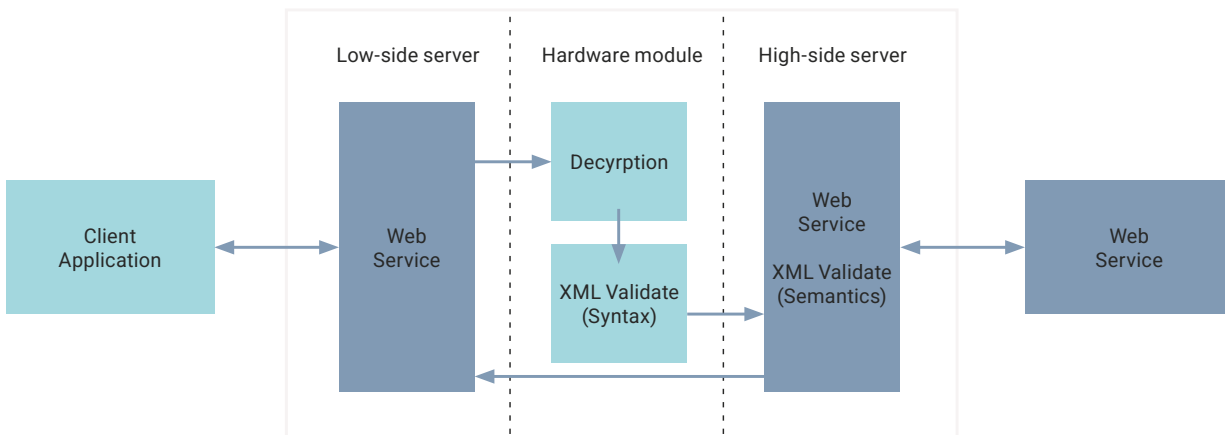 Low-side server
Hardware module
High-side server
Client
Application
Web
Service
Decyrption
XML Validate
(Syntax)
Web
Service
XML Validate
(Semantics)
Web
Service